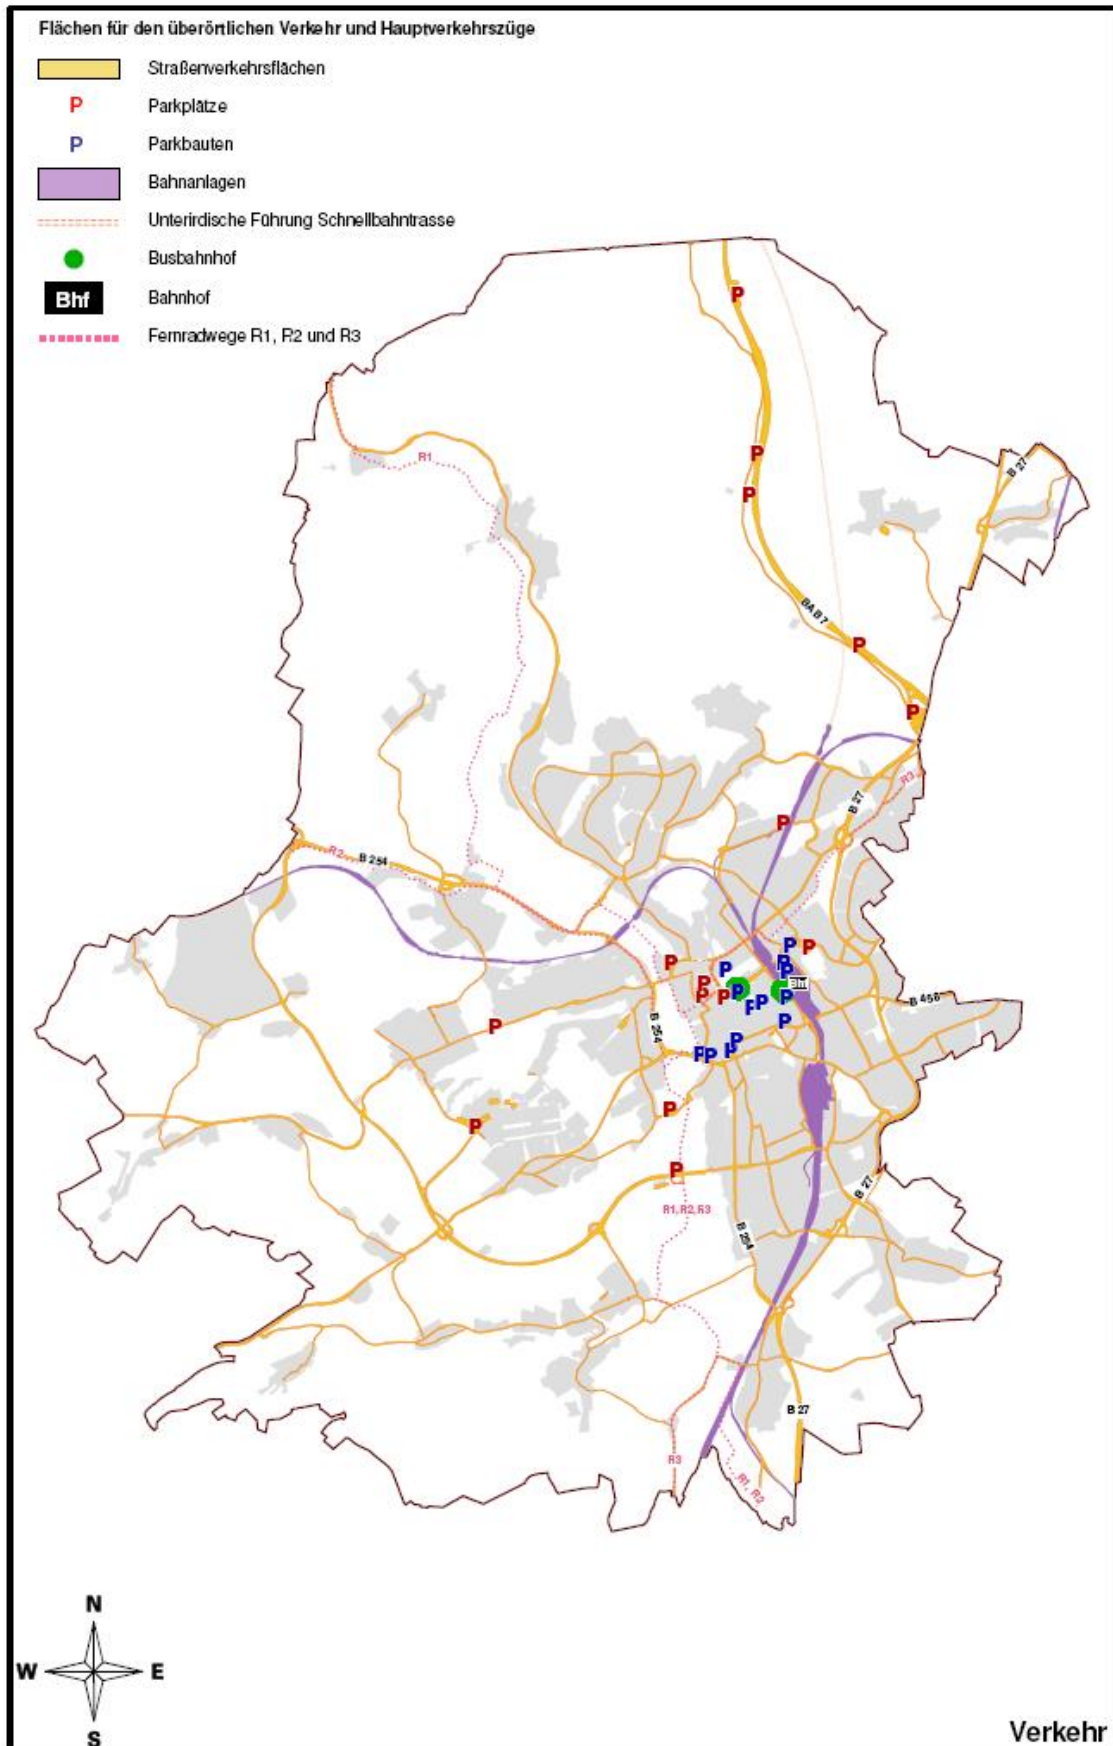 Flächen für den überörtlichen Verkehr und Hauptverkehrszüge
Straßenverkehrsflächen
P Parkplätze
P Parkbauten
Bahnanlagen
Unterirdische Führung Schnellbahntrasse
Busbahnhof
Bhf Bahnhof
Fernradwege R1, R2 und R3
P
R1
B 27
P
P
BAB 7
P
P
R3
B 27
P
R2
B 254
P
P
P
P
P
P
P
P
P
P
P
Bhf
P
P
P
P
B 458
P
B 254
P
P
P
P
P
P
P
R1, R2, R3
B 27
B 254
B 27
R3
R1, R2
N
W E
S
Verkehr